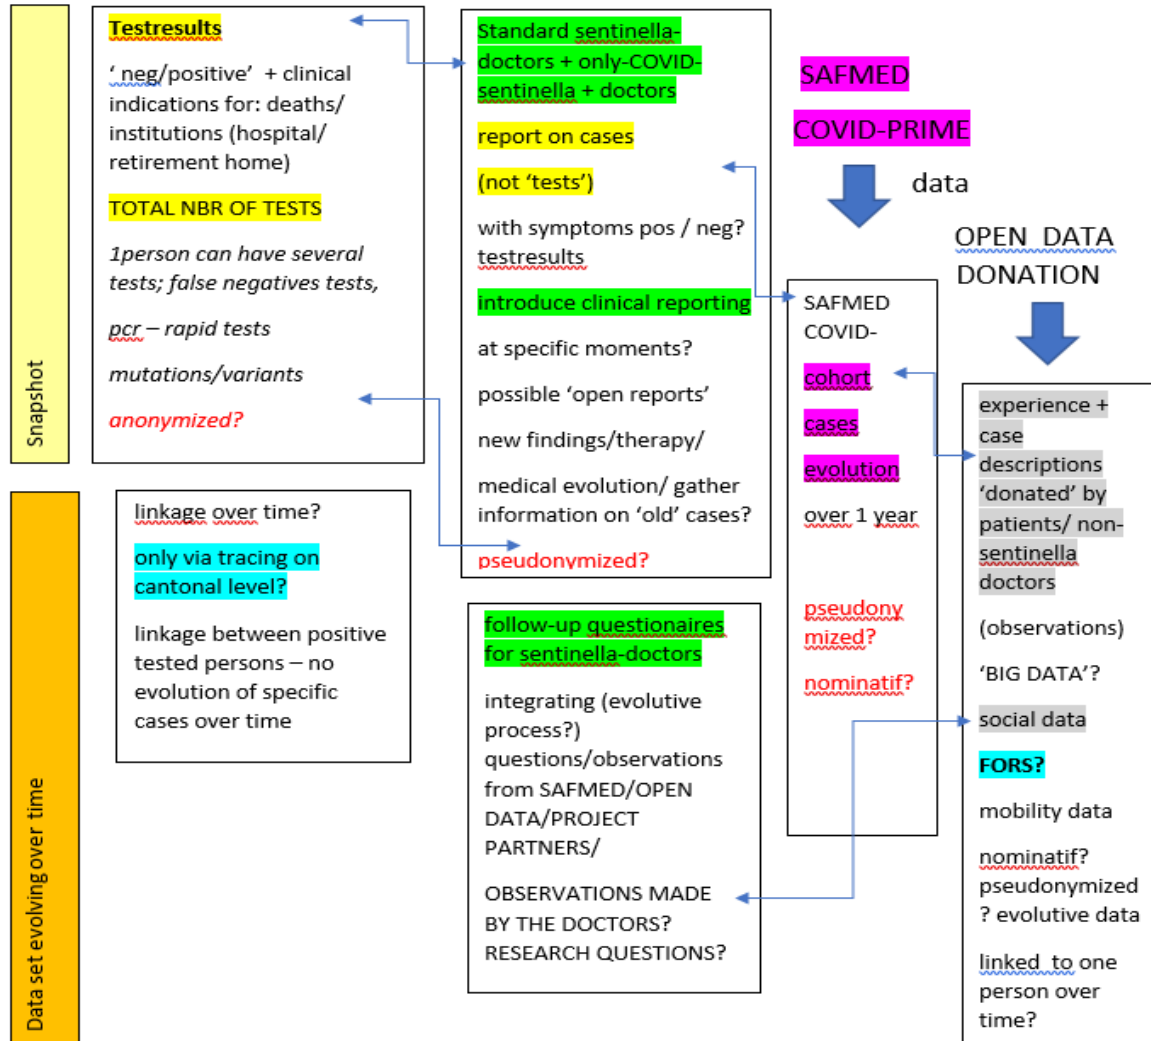 Snapshot
Testresults
‘ neg/positive’ + clinical
indications for: deaths/
institutions (hospital/
retirement home)
TOTAL NBR OF TESTS
1person can have several
tests; false negatives tests,
pcr – rapid tests
mutations/variants
anonymized?
Standard sentinella-
doctors + only-COVID-
sentinella + doctors
report on cases
(not ‘tests’)
with symptoms pos / neg?
testresults
introduce clinical reporting
at specific moments?
possible ‘open reports’
new findings/therapy/
medical evolution/ gather
information on ‘old’ cases?
pseudonymized?
SAFMED
COVID-PRIME
data
SAFMED
COVID-
cohort
cases
evolution
over 1 year
pseudony
mized?
nominatif?
OPEN DATA
DONATION
experience +
case
descriptions
‘donated’ by
patients/ non-
sentinella
doctors
(observations)
‘BIG DATA’?
social data
FORS?
mobility data
nominatif?
pseudonymized
? evolutive data
linked to one
person over
time?
Data set evolving over time
linkage over time?
only via tracing on
cantonal level?
linkage between positive
tested persons – no
evolution of specific
cases over time
follow-up questionaires
for sentinella-doctors
integrating (evolutive
process?)
questions/observations
from SAFMED/OPEN
DATA/PROJECT
PARTNERS/
OBSERVATIONS MADE
BY THE DOCTORS?
RESEARCH QUESTIONS?